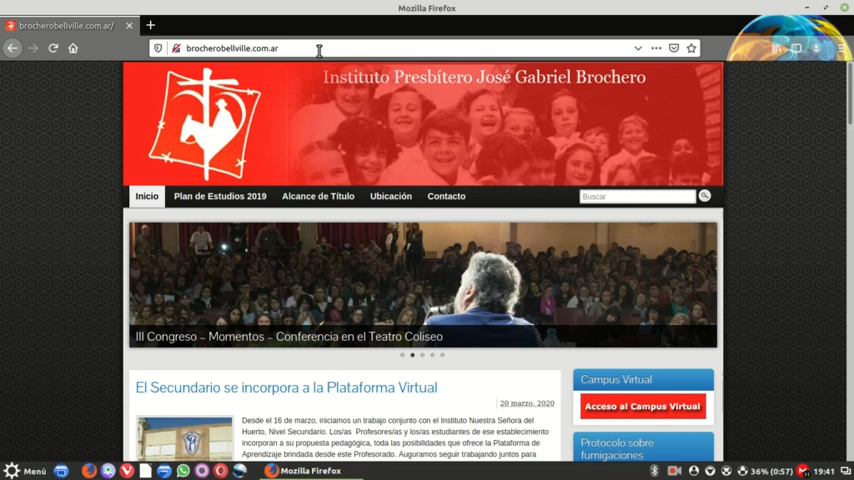 Mozilla Firefox
brocherobellville.com.ar/
brocherobellville.com.ar
Instituto Presbítero José Gabriel Brochero
Inicio Plan de Estudios 2019 Alcance de Título Ubicación Contacto Buscar
III Congreso – Momentos – Conferencia en el Teatro Coliseo
El Secundario se incorpora a la Plataforma Virtual
20 marzo, 2020
Desde el 16 de marzo, iniciamos un trabajo conjunto con el Instituto Nuestra Señora del
Huerto, Nivel Secundario. Los/as Profesores/as y los/as estudiantes de ese establecimiento
incorporan a su propuesta pedagógica, toda las posibilidades que ofrece la Plataforma de
Aprendizaje brindada desde este Profesorado. Auguramos seguir trabajando juntos para
Campus Virtual
Acceso al Campus Virtual
Protocolo sobre
fumigaciones
Menú Mozilla Firefox 36% (0:57) 19:41